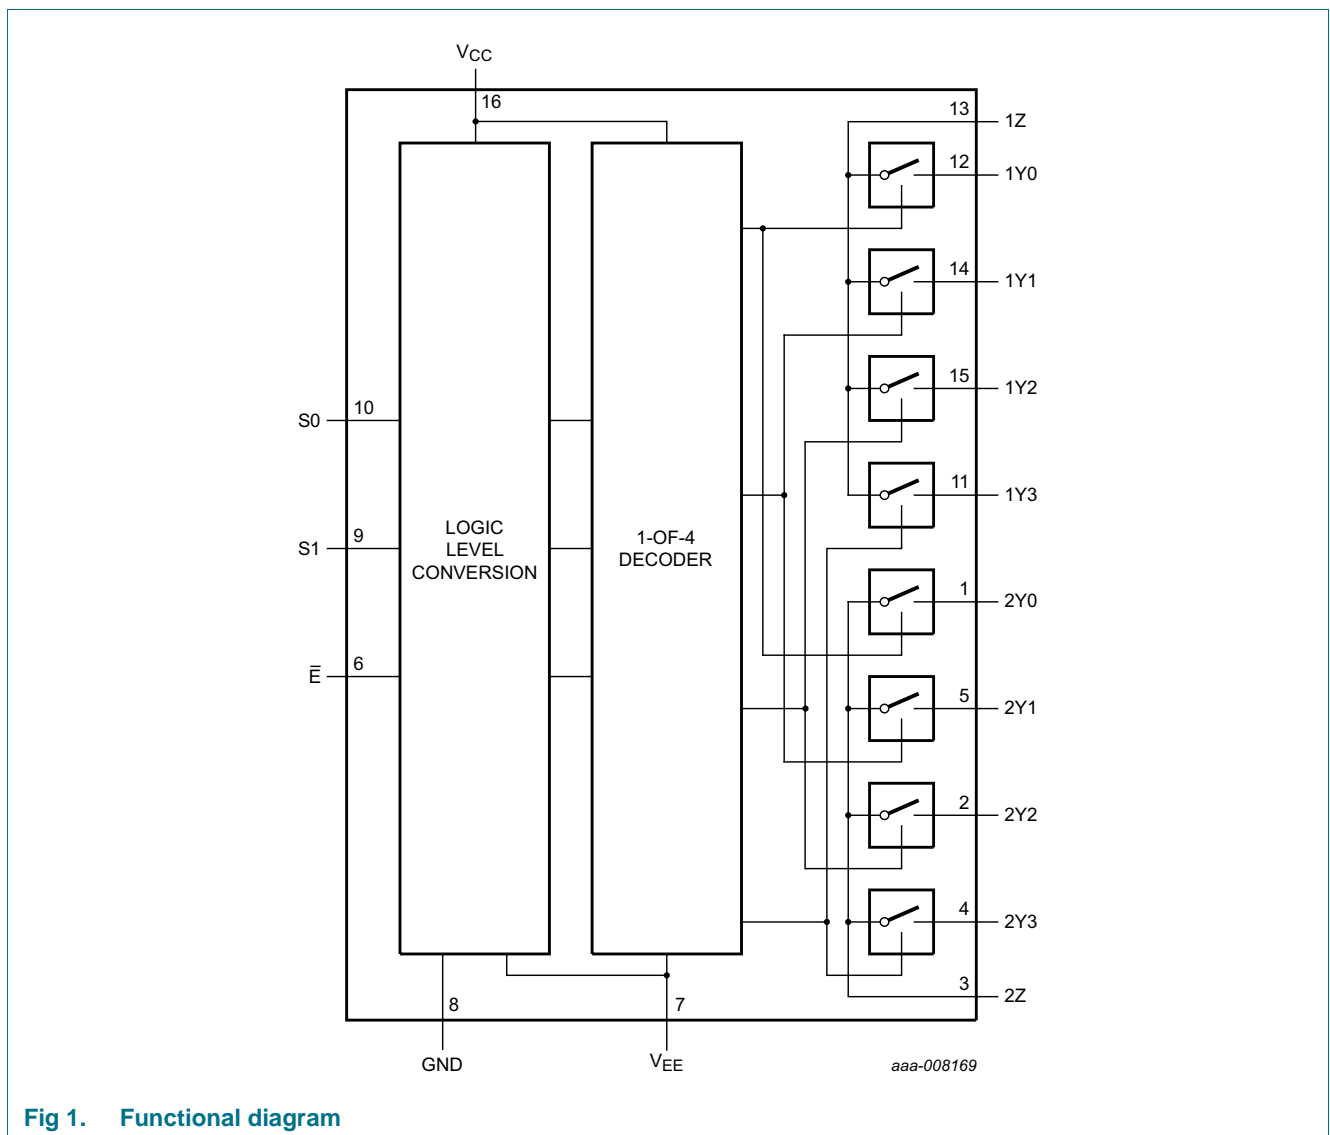 VCC
16
13
1Z
12
1Y0
14
1Y1
15
1Y2
10
S0
11
1Y3
9
S1
LOGIC
LEVEL
CONVERSION
1-OF-4
DECODER
1
2Y0
6
E̅
5
2Y1
2
2Y2
4
2Y3
3
2Z
8
7
GND
VEE
aaa-008169
Fig 1. Functional diagram